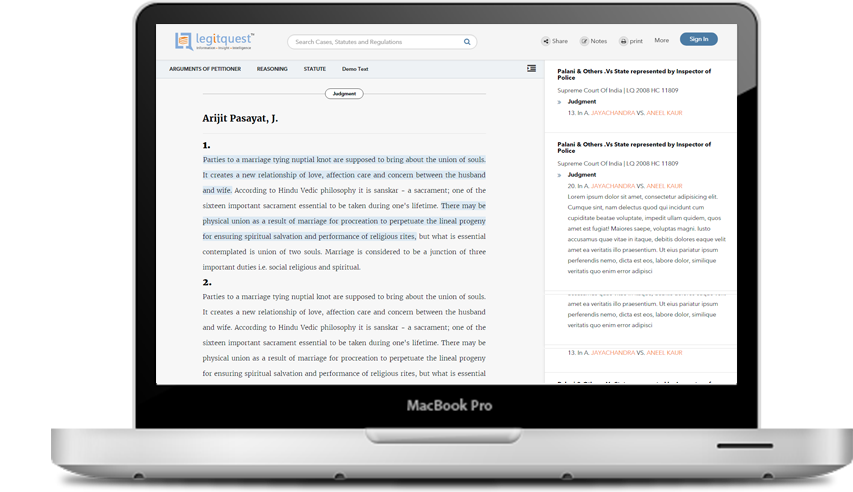 legitquest™
Information • Insight • Intelligence
Search Cases, Statutes and Regulations
Share
Notes
print
More
Sign In
ARGUMENTS OF PETITIONER
REASONING
STATUTE
Demo Text
Judgment
Arijit Pasayat, J.
1.
Parties to a marriage tying nuptial knot are supposed to bring about the union of souls.
It creates a new relationship of love, affection care and concern between the husband
and wife. According to Hindu Vedic philosophy it is sanskar – a sacrament; one of the
sixteen important sacrament essential to be taken during one's lifetime. There may be
physical union as a result of marriage for procreation to perpetuate the lineal progeny
for ensuring spiritual salvation and performance of religious rites, but what is essential
contemplated is union of two souls. Marriage is considered to be a junction of three
important duties i.e. social religious and spiritual.
2.
Parties to a marriage tying nuptial knot are supposed to bring about the union of souls.
It creates a new relationship of love, affection care and concern between the husband
and wife. According to Hindu Vedic philosophy it is sanskar – a sacrament; one of the
sixteen important sacrament essential to be taken during one's lifetime. There may be
physical union as a result of marriage for procreation to perpetuate the lineal progeny
for ensuring spiritual salvation and performance of religious rites, but what is essential
Palani & Others .Vs State represented by Inspector of
Police
Supreme Court Of India | LQ 2008 HC 11809
» Judgment
13. In A. JAYACHANDRA VS. ANEEL KAUR
Palani & Others .Vs State represented by Inspector of
Police
Supreme Court Of India | LQ 2008 HC 11809
» Judgment
20. In A. JAYACHANDRA VS. ANEEL KAUR
Lorem ipsum dolor sit amet, consectetur adipisicing elit.
Cumque sint, nam delectus quod qui incidunt cum
cupiditate beatae voluptate, impedit ullam quidem, quos
amet est fugiat! Maiores saepe, voluptas magni. Iusto
accusamus quae vitae in itaque, debitis dolores eaque velit
amet ea veritatis illo praesentium. Ut eius pariatur ipsum
perferendis nemo, dicta est eos, labore dolor, similique
veritatis quo enim error adipisci
amet ea veritatis illo praesentium. Ut eius pariatur ipsum
perferendis nemo, dicta est eos, labore dolor, similique
veritatis quo enim error adipisci
13. In A. JAYACHANDRA VS. ANEEL KAUR
MacBook Pro